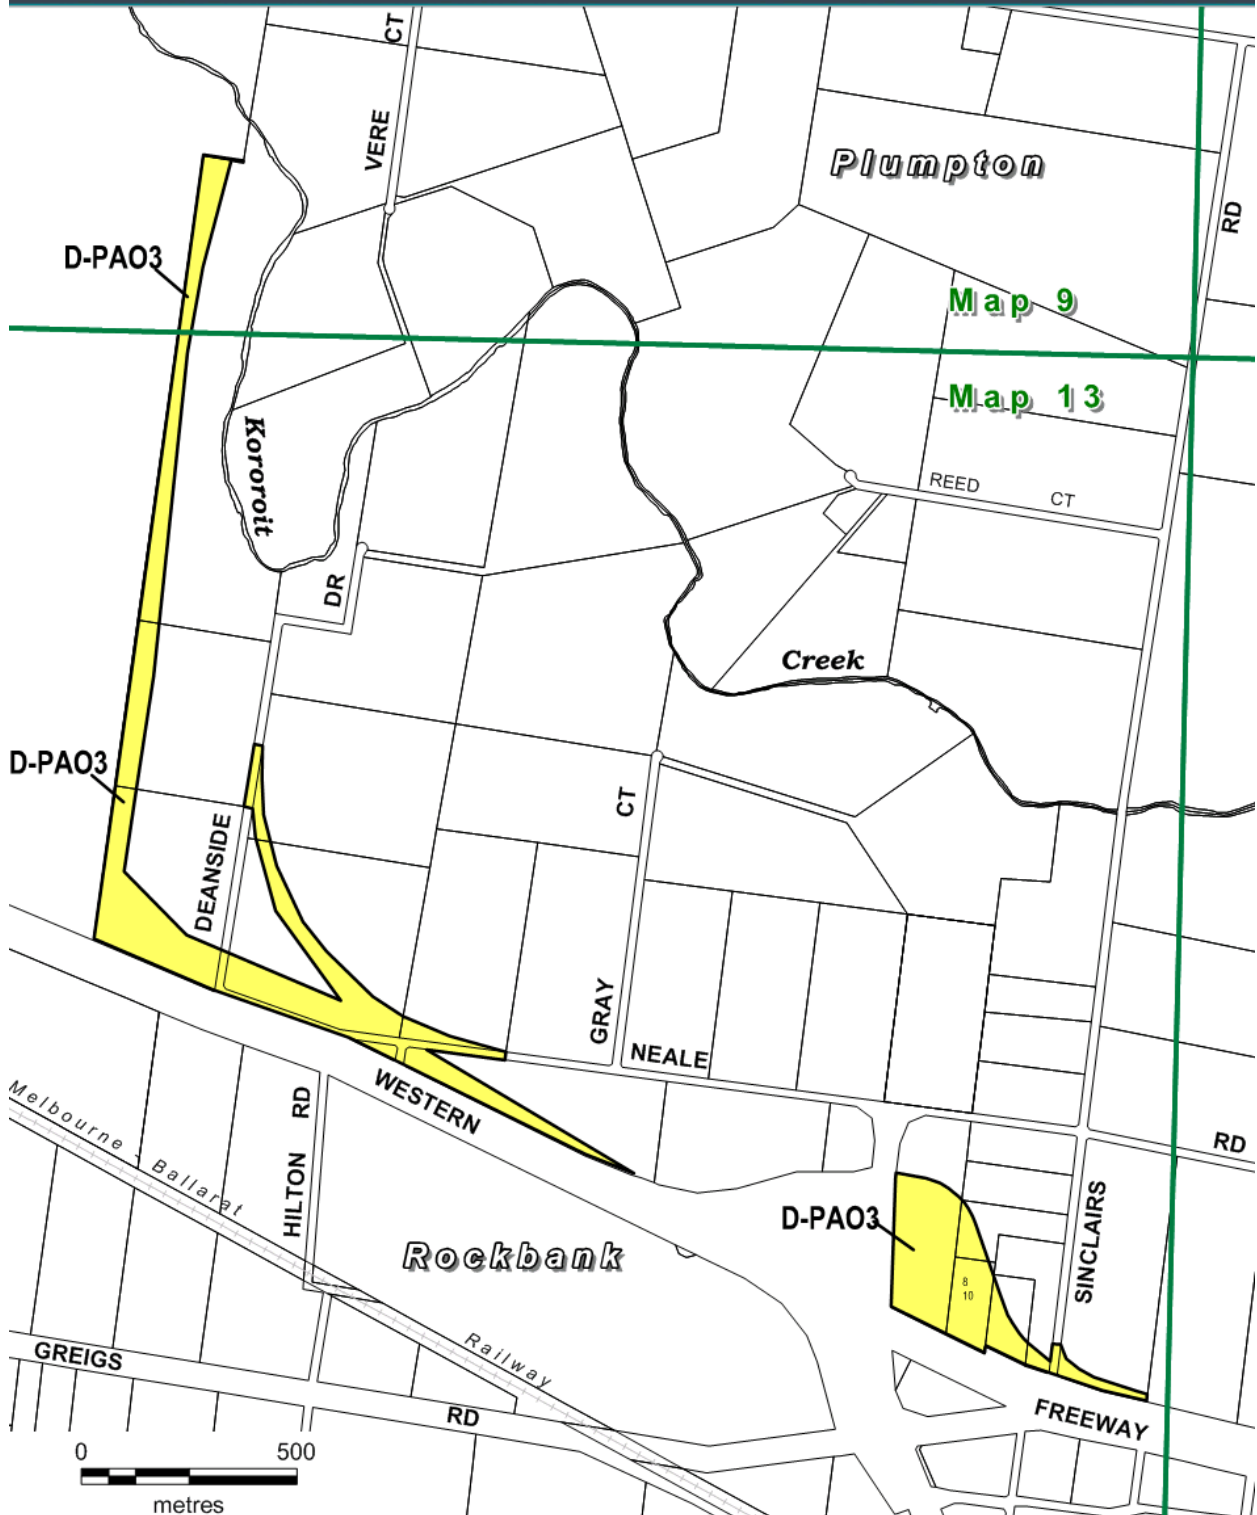 CT
VERE
Plumpton
RD
D-PAO3
Map 9
Map 13
Kororoit
REED CT
DR
Creek
D-PAO3
CT
DEANSIDE
GRAY
NEALE
WESTERN
RD
RD
Melbourne - Ballarat
HILTON
D-PAO3
SINCLAIRS
Rockbank
8
10
Railway
GREIGS
RD
FREEWAY
0 500
metres